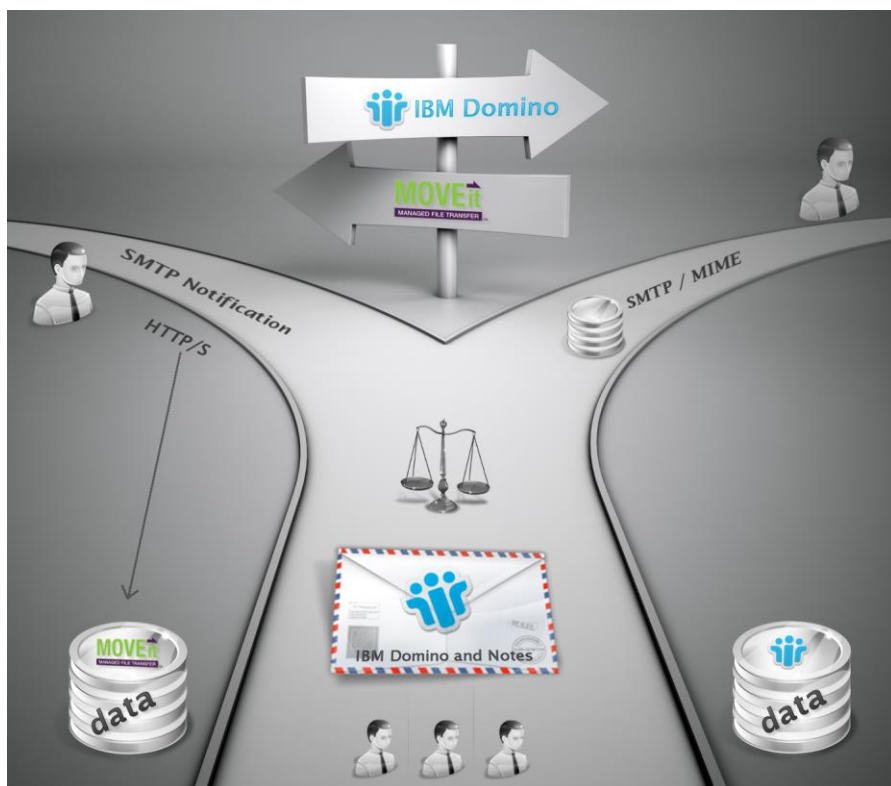 IBM Domino
MOVEit
MANAGED FILE TRANSFER
SMTP Notification
HTTP/S
SMTP / MIME
IBM Domino and Notes
MOVEit
MANAGED FILE TRANSFER
data
data